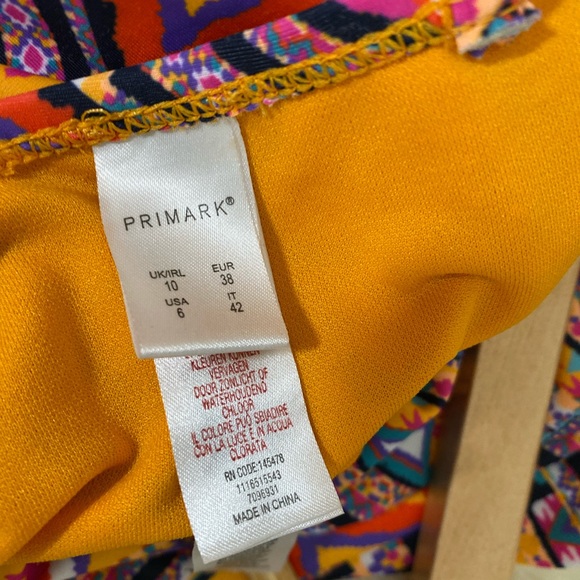 PRIMARK®
UK/IRL EUR
10 38
USA IT
6 42
KLEUREN KUNNEN
VERVAGEN
DOOR ZONLICHT OF
WATERHOUDEND
CHLOOR
IL COLORE PUÒ SBIADIRE
CON LA LUCE E IN ACQUA
CLORATA
RN CODE:145478
1116515543
7096931
MADE IN CHINA